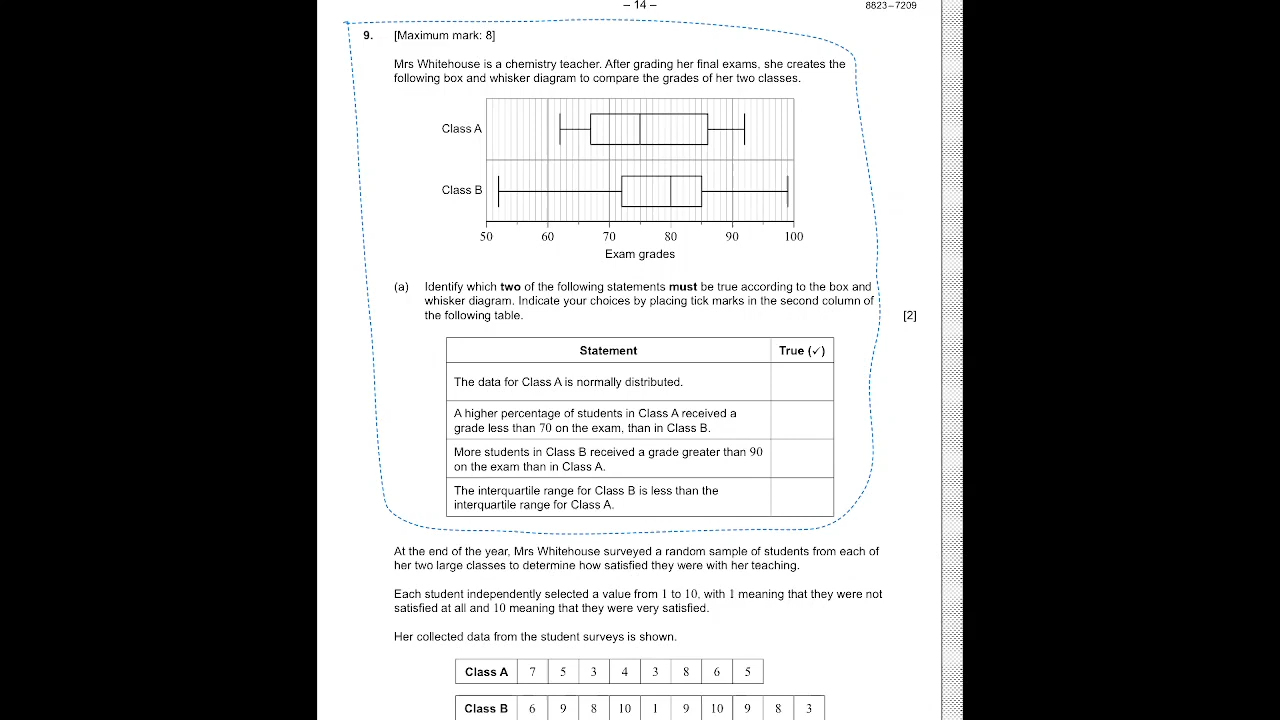 – 14 –
8823–7209
9. [Maximum mark: 8]
Mrs Whitehouse is a chemistry teacher. After grading her final exams, she creates the
following box and whisker diagram to compare the grades of her two classes.
Class A
Class B
50 60 70 80 90 100
Exam grades
(a) Identify which two of the following statements must be true according to the box and
whisker diagram. Indicate your choices by placing tick marks in the second column of
the following table. [2]
Statement True (✓)
The data for Class A is normally distributed.
A higher percentage of students in Class A received a
grade less than 70 on the exam, than in Class B.
More students in Class B received a grade greater than 90
on the exam than in Class A.
The interquartile range for Class B is less than the
interquartile range for Class A.
At the end of the year, Mrs Whitehouse surveyed a random sample of students from each of
her two large classes to determine how satisfied they were with her teaching.
Each student independently selected a value from 1 to 10, with 1 meaning that they were not
satisfied at all and 10 meaning that they were very satisfied.
Her collected data from the student surveys is shown.
Class A 7 5 3 4 3 8 6 5
Class B 6 9 8 10 1 9 10 9 8 3